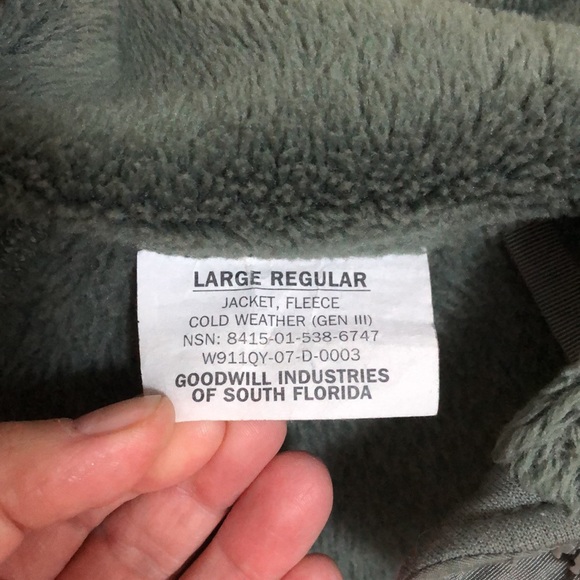 LARGE REGULAR
JACKET, FLEECE
COLD WEATHER (GEN III)
NSN: 8415-01-538-6747
W911QY-07-D-0003
GOODWILL INDUSTRIES
OF SOUTH FLORIDA